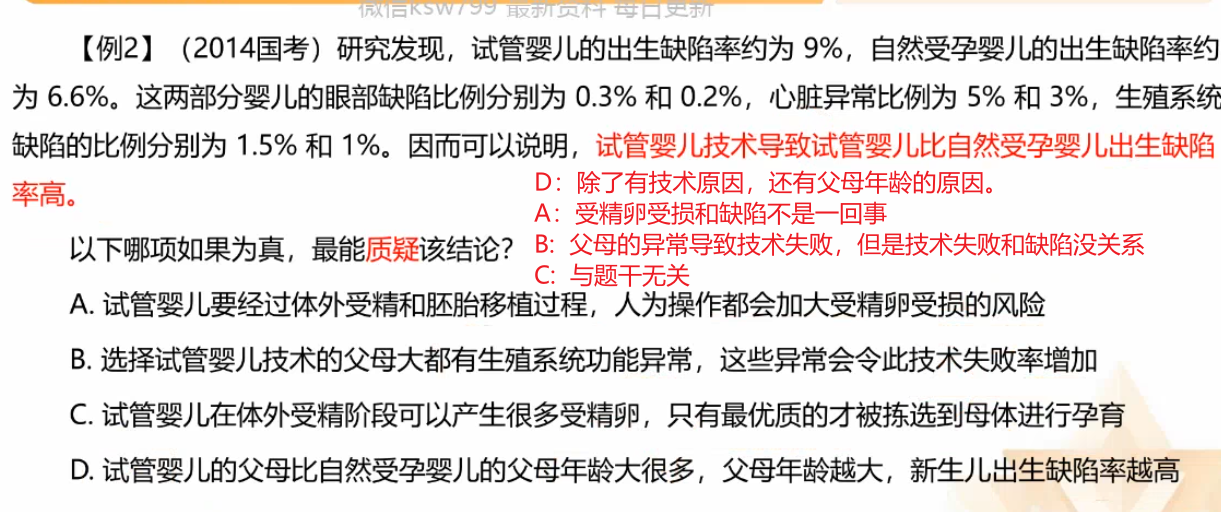 微信ksw799 最新资料 每日更新
【例2】（2014国考）研究发现，试管婴儿的出生缺陷率约为 9%，自然受孕婴儿的出生缺陷率约
为 6.6%。这两部分婴儿的眼部缺陷比例分别为 0.3% 和 0.2%，心脏异常比例为 5% 和 3%，生殖系统
缺陷的比例分别为 1.5% 和 1%。因而可以说明，试管婴儿技术导致试管婴儿比自然受孕婴儿出生缺陷
率高。
D：除了有技术原因，还有父母年龄的原因。
A：受精卵受损和缺陷不是一回事
以下哪项如果为真，最能质疑该结论？
B：父母的异常导致技术失败，但是技术失败和缺陷没关系
C：与题干无关
A. 试管婴儿要经过体外受精和胚胎移植过程，人为操作都会加大受精卵受损的风险
B. 选择试管婴儿技术的父母大都有生殖系统功能异常，这些异常会令此技术失败率增加
C. 试管婴儿在体外受精阶段可以产生很多受精卵，只有最优质的才被拣选到母体进行孕育
D. 试管婴儿的父母比自然受孕婴儿的父母年龄大很多，父母年龄越大，新生儿出生缺陷率越高